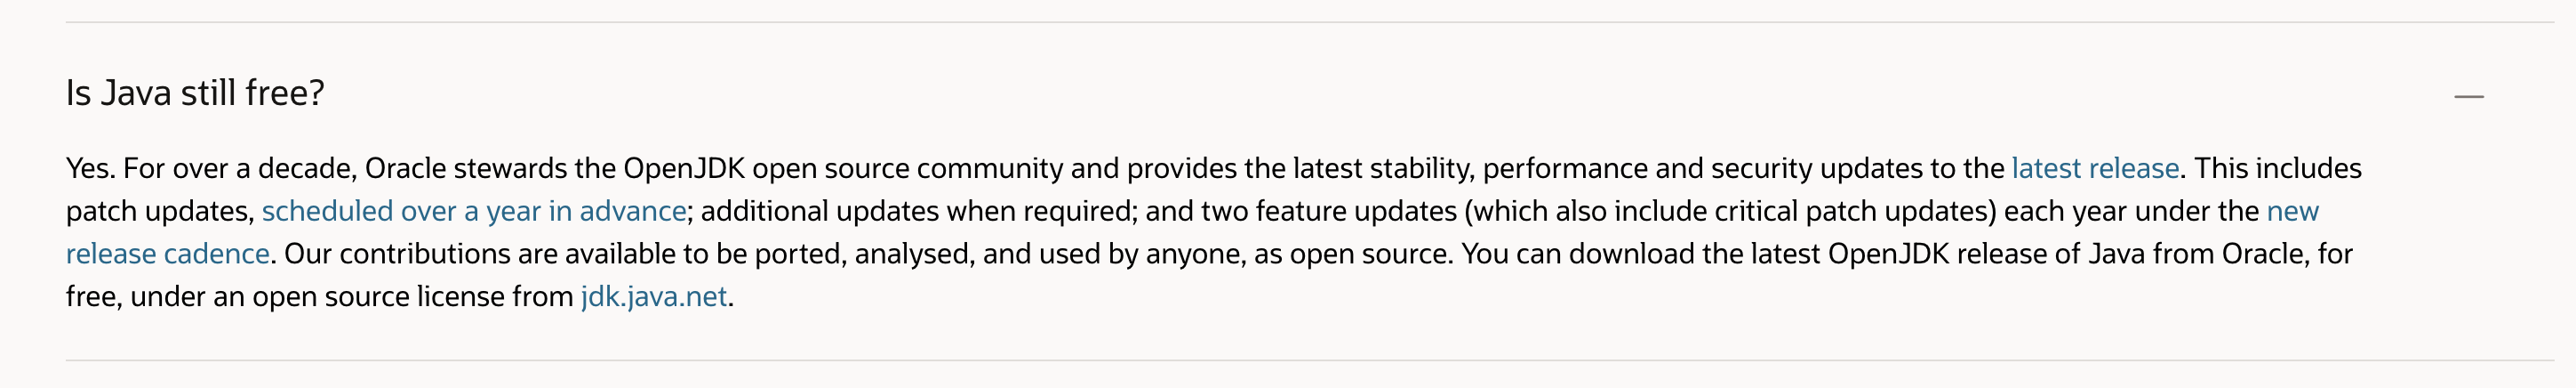 Is Java still free?
Yes. For over a decade, Oracle stewards the OpenJDK open source community and provides the latest stability, performance and security updates to the latest release. This includes
patch updates, scheduled over a year in advance; additional updates when required; and two feature updates (which also include critical patch updates) each year under the new
release cadence. Our contributions are available to be ported, analysed, and used by anyone, as open source. You can download the latest OpenJDK release of Java from Oracle, for
free, under an open source license from jdk.java.net.